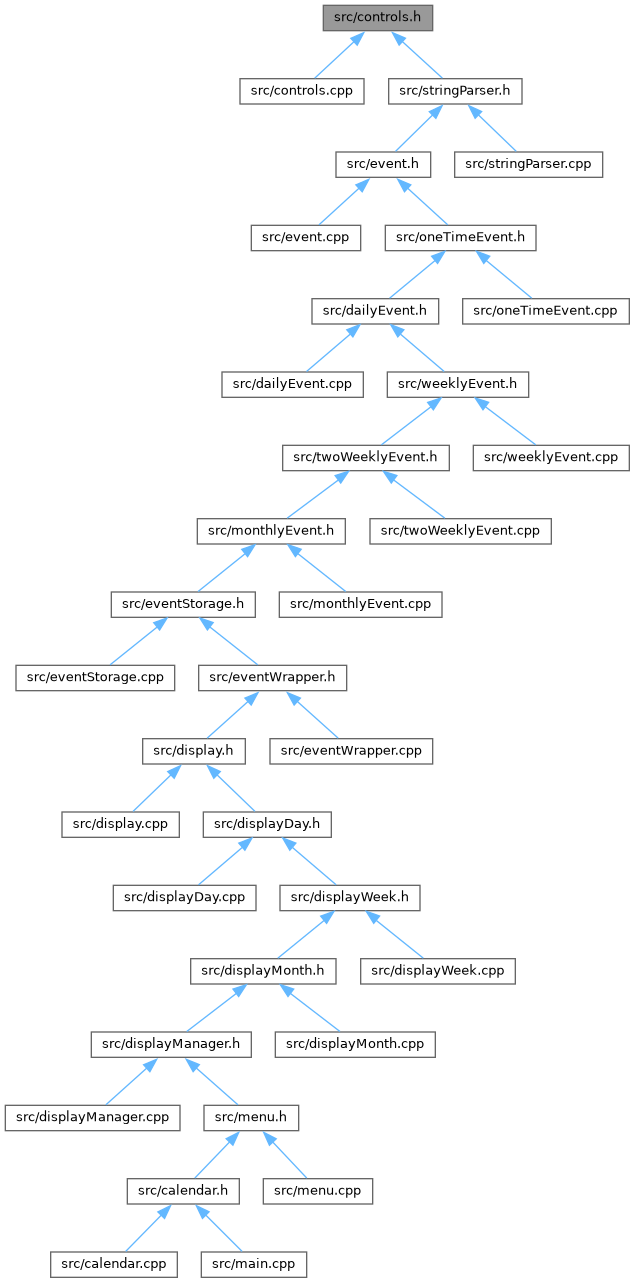 src/controls.h
src/controls.cpp
src/stringParser.h
src/event.h
src/stringParser.cpp
src/event.cpp
src/oneTimeEvent.h
src/dailyEvent.h
src/oneTimeEvent.cpp
src/dailyEvent.cpp
src/weeklyEvent.h
src/twoWeeklyEvent.h
src/weeklyEvent.cpp
src/monthlyEvent.h
src/twoWeeklyEvent.cpp
src/eventStorage.h
src/monthlyEvent.cpp
src/eventStorage.cpp
src/eventWrapper.h
src/display.h
src/eventWrapper.cpp
src/display.cpp
src/displayDay.h
src/displayDay.cpp
src/displayWeek.h
src/displayMonth.h
src/displayWeek.cpp
src/displayManager.h
src/displayMonth.cpp
src/displayManager.cpp
src/menu.h
src/calendar.h
src/menu.cpp
src/calendar.cpp
src/main.cpp